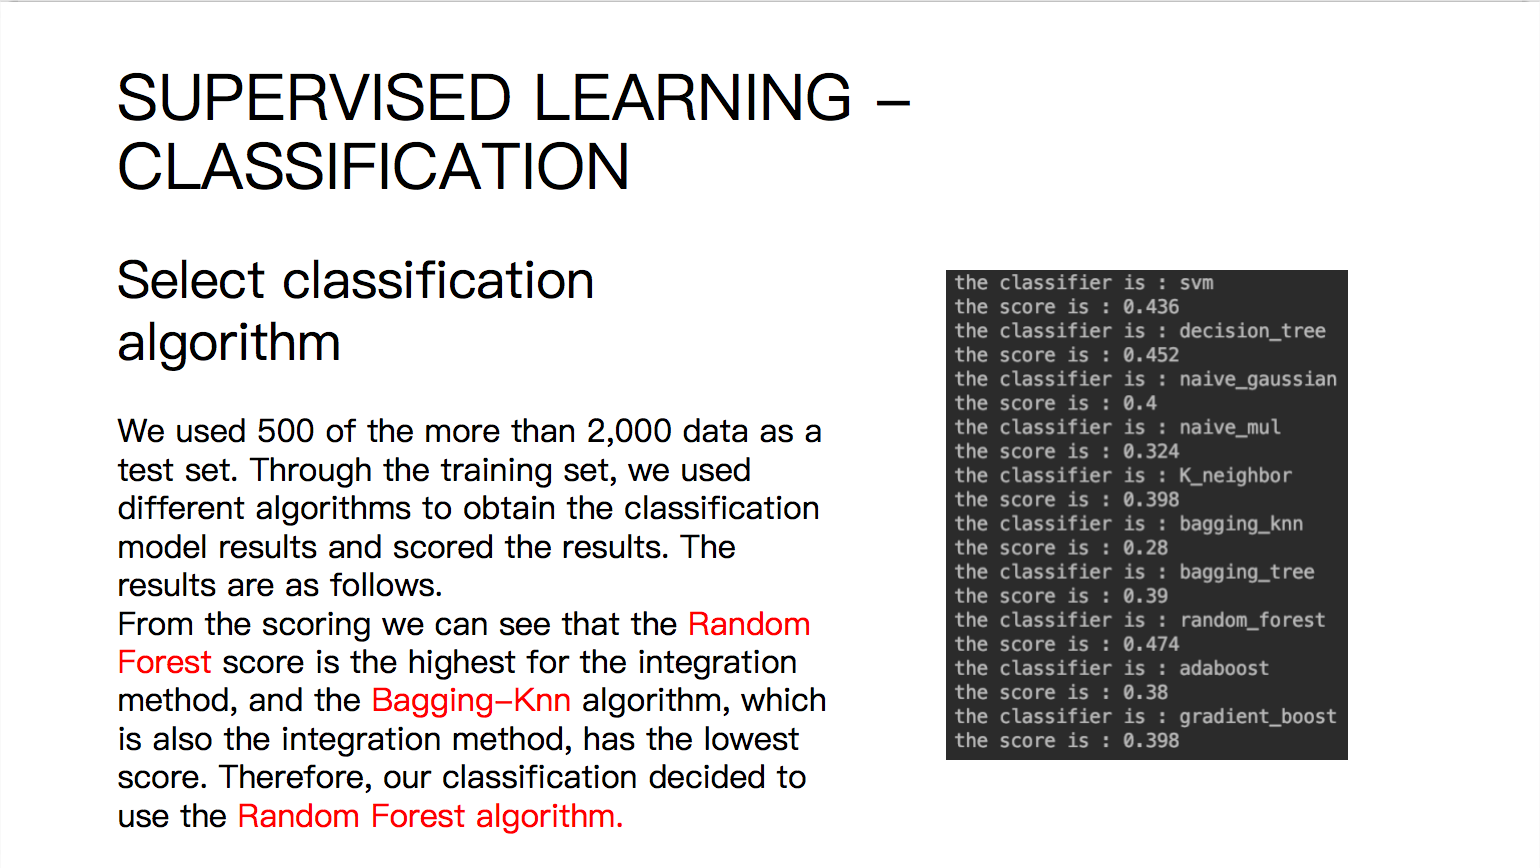 SUPERVISED LEARNING –
CLASSIFICATION
Select classification
algorithm
We used 500 of the more than 2,000 data as a
test set. Through the training set, we used
different algorithms to obtain the classification
model results and scored the results. The
results are as follows.
From the scoring we can see that the Random
Forest score is the highest for the integration
method, and the Bagging-Knn algorithm, which
is also the integration method, has the lowest
score. Therefore, our classification decided to
use the Random Forest algorithm.
the classifier is : svm
the score is : 0.436
the classifier is : decision_tree
the score is : 0.452
the classifier is : naive_gaussian
the score is : 0.4
the classifier is : naive_mul
the score is : 0.324
the classifier is : K_neighbor
the score is : 0.398
the classifier is : bagging_knn
the score is : 0.28
the classifier is : bagging_tree
the score is : 0.39
the classifier is : random_forest
the score is : 0.474
the classifier is : adaboost
the score is : 0.38
the classifier is : gradient_boost
the score is : 0.398